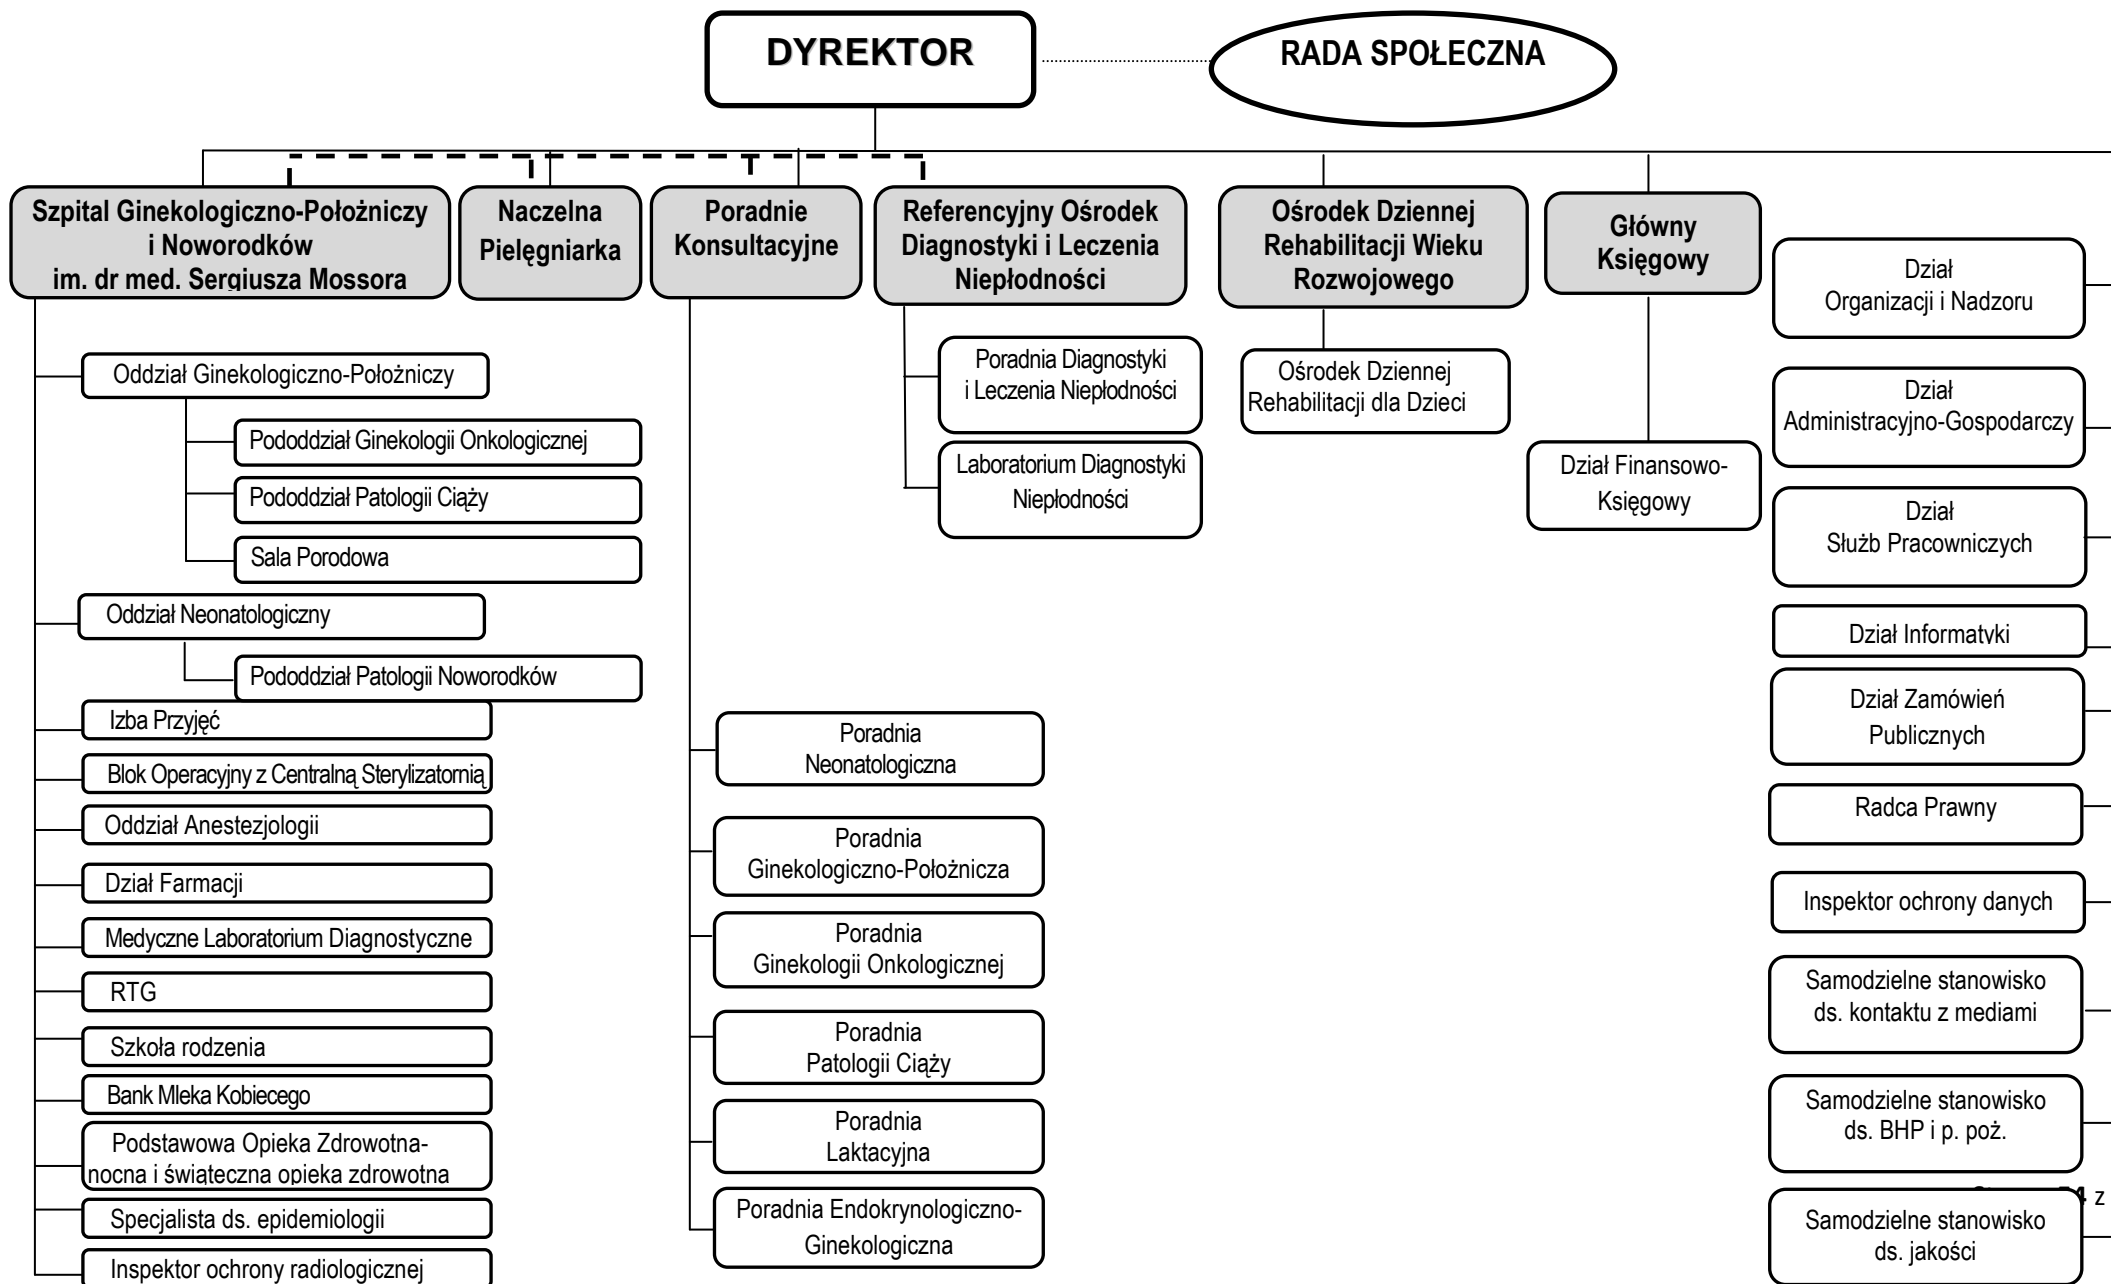 DYREKTOR
RADA SPOŁECZNA
Szpital Ginekologiczno-Położniczy
i Noworodków
im. dr med. Sergiusza Mossora
Naczelna
Pielęgniarka
Poradnie
Konsultacyjne
Referencyjny Ośrodek
Diagnostyki i Leczenia
Niepłodności
Ośrodek Dziennej
Rehabilitacji Wieku
Rozwojowego
Główny
Księgowy
Oddział Ginekologiczno-Położniczy
Pododdział Ginekologii Onkologicznej
Pododdział Patologii Ciąży
Sala Porodowa
Oddział Neonatologiczny
Pododdział Patologii Noworodków
Izba Przyjęć
Blok Operacyjny z Centralną Sterylizatornią
Oddział Anestezjologii
Dział Farmacji
Medyczne Laboratorium Diagnostyczne
RTG
Szkoła rodzenia
Bank Mleka Kobiecego
Podstawowa Opieka Zdrowotna-
nocna i świąteczna opieka zdrowotna
Specjalista ds. epidemiologii
Inspektor ochrony radiologicznej
Poradnia
Neonatologiczna
Poradnia
Ginekologiczno-Położnicza
Poradnia
Ginekologii Onkologicznej
Poradnia
Patologii Ciąży
Poradnia
Laktacyjna
Poradnia Endokrynologiczno-
Ginekologiczna
Poradnia Diagnostyki
i Leczenia Niepłodności
Laboratorium Diagnostyki
Niepłodności
Ośrodek Dziennej
Rehabilitacji dla Dzieci
Dział Finansowo-
Księgowy
Dział
Organizacji i Nadzoru
Dział
Administracyjno-Gospodarczy
Dział
Służb Pracowniczych
Dział Informatyki
Dział Zamówień
Publicznych
Radca Prawny
Inspektor ochrony danych
Samodzielne stanowisko
ds. kontaktu z mediami
Samodzielne stanowisko
ds. BHP i p. poż.
Samodzielne stanowisko
ds. jakości
4 z